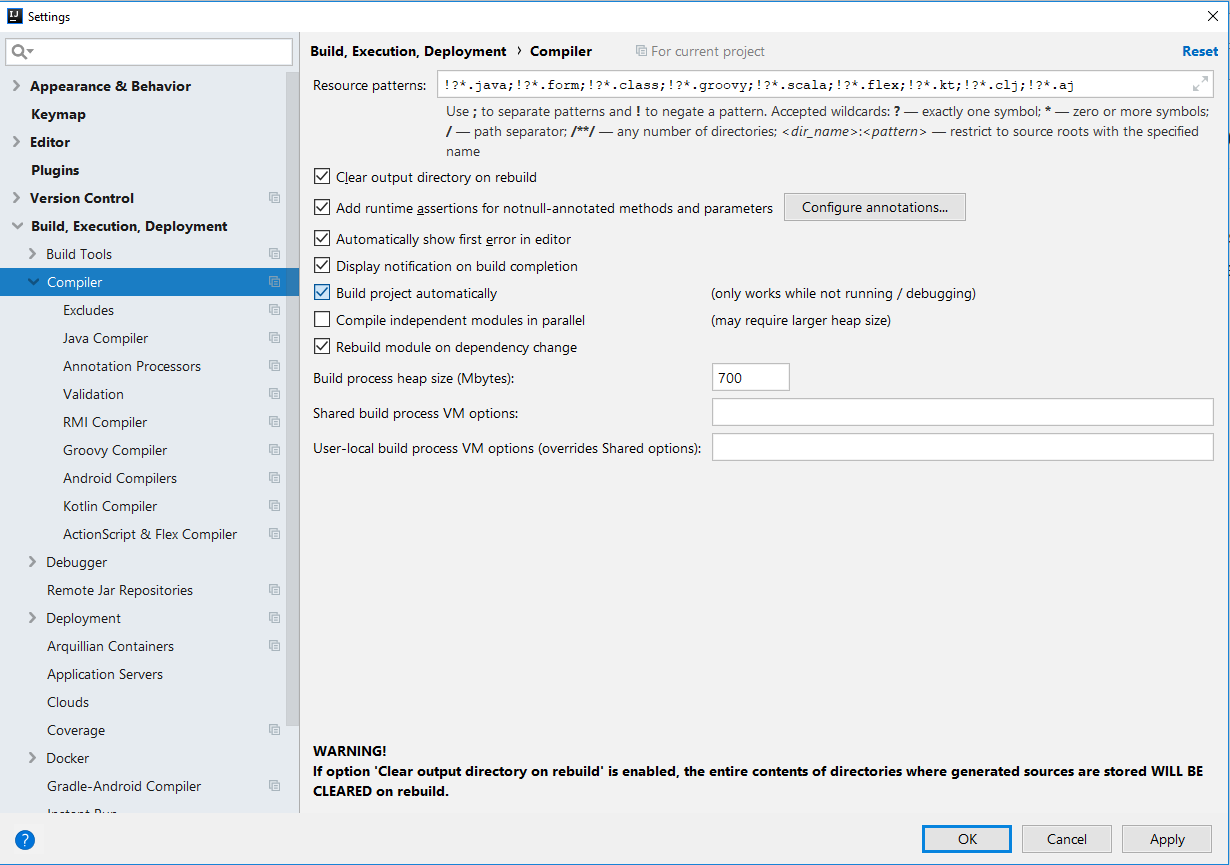 Settings
Appearance & Behavior
Keymap
Editor
Plugins
Version Control
Build, Execution, Deployment
Build Tools
Compiler
Excludes
Java Compiler
Annotation Processors
Validation
RMI Compiler
Groovy Compiler
Android Compilers
Kotlin Compiler
ActionScript & Flex Compiler
Debugger
Remote Jar Repositories
Deployment
Arquillian Containers
Application Servers
Clouds
Coverage
Docker
Gradle-Android Compiler
Instant Run
Build, Execution, Deployment › Compiler For current project Reset
Resource patterns: !?*.java;!?*.form;!?*.class;!?*.groovy;!?*.scala;!?*.flex;!?*.kt;!?*.clj;!?*.aj
Use ; to separate patterns and ! to negate a pattern. Accepted wildcards: ? — exactly one symbol; * — zero or more symbols;
/ — path separator; /**/ — any number of directories; <dir_name>:<pattern> — restrict to source roots with the specified
name
Clear output directory on rebuild
Add runtime assertions for notnull-annotated methods and parameters Configure annotations...
Automatically show first error in editor
Display notification on build completion
Build project automatically (only works while not running / debugging)
Compile independent modules in parallel (may require larger heap size)
Rebuild module on dependency change
Build process heap size (Mbytes): 700
Shared build process VM options:
User-local build process VM options (overrides Shared options):
WARNING!
If option 'Clear output directory on rebuild' is enabled, the entire contents of directories where generated sources are stored WILL BE
CLEARED on rebuild.
? OK Cancel Apply